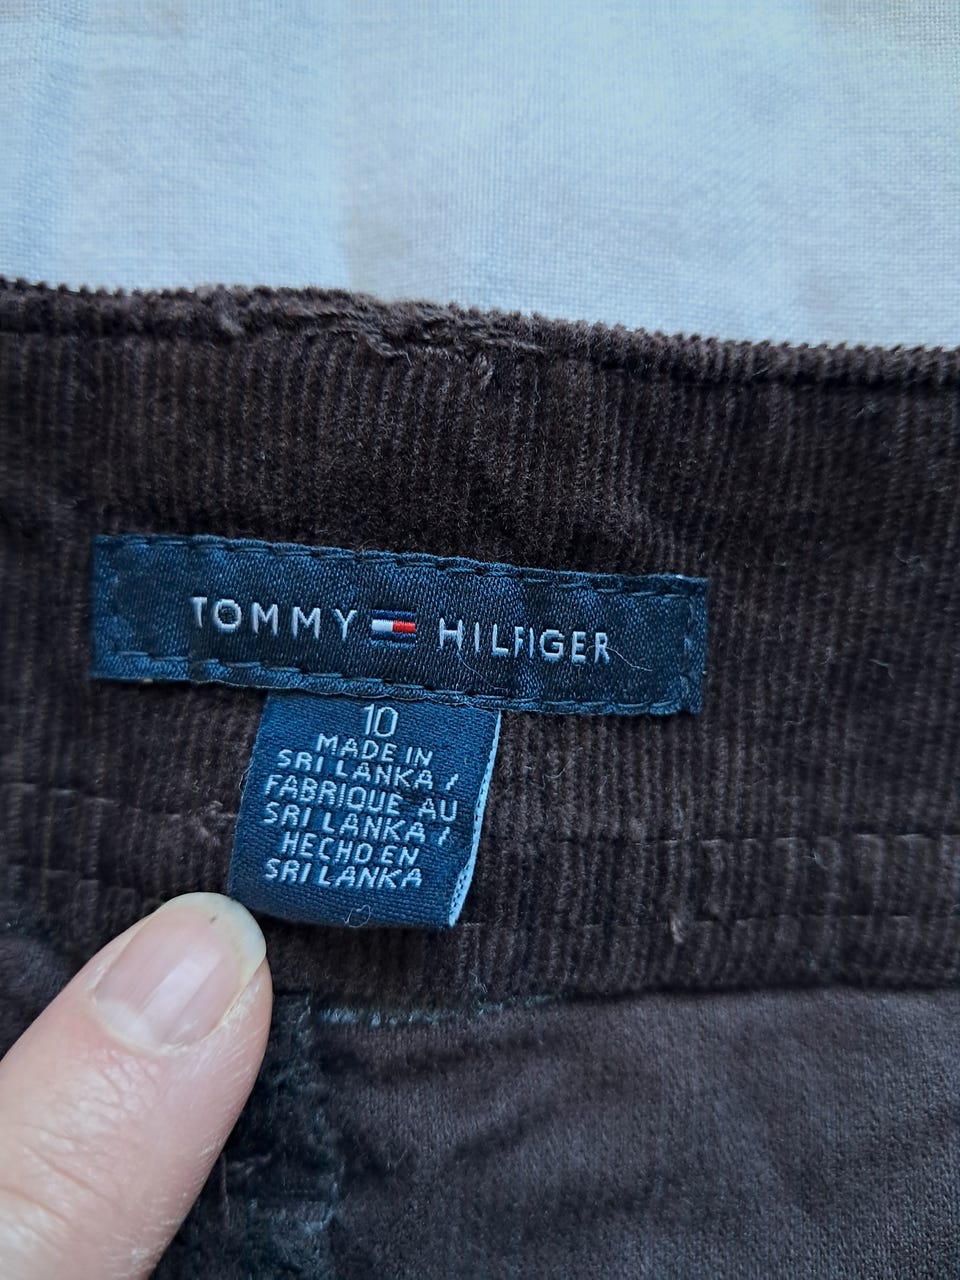 TOMMY HILFIGER
10
MADE IN
SRI LANKA /
FABRIQUE AU
SRI LANKA /
HECHO EN
SRI LANKA